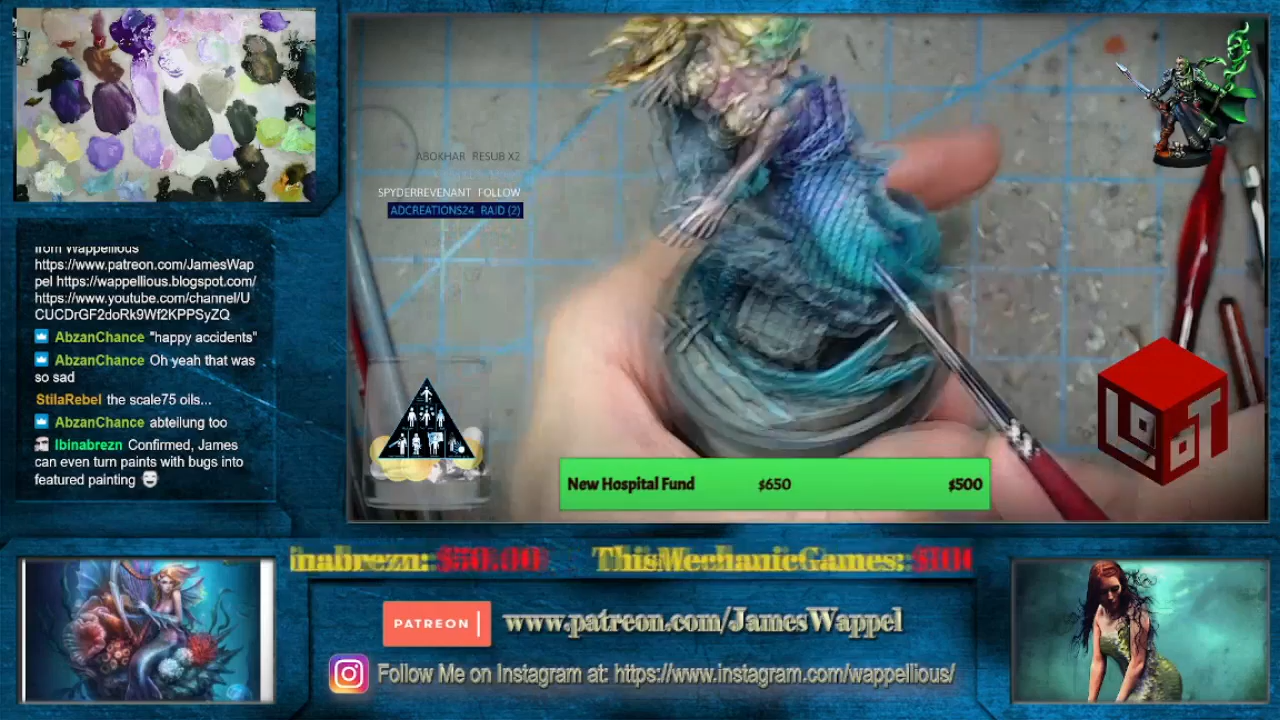 ABOKHAR RESUB X2
SPYDERREVENANT FOLLOW
ADCREATIONS24 RAID (2)
from Wappellious
https://www.patreon.com/JamesWap
pel https://wappellious.blogspot.com/
https://www.youtube.com/channel/U
CUCDrGF2doRk9Wf2KPPSyZQ
AbzanChance "happy accidents"
AbzanChance Oh yeah that was
so sad
StilaRebel the scale75 oils...
AbzanChance abteilung too
Ibinabrezn Confirmed, James
can even turn paints with bugs into
featured painting
LOOT
New Hospital Fund $650 $500
inabrezn: $50.00 ThisMechanicGames: $100
PATREON www.patreon.com/JamesWappel
Follow Me on Instagram at: https://www.instagram.com/wappellious/